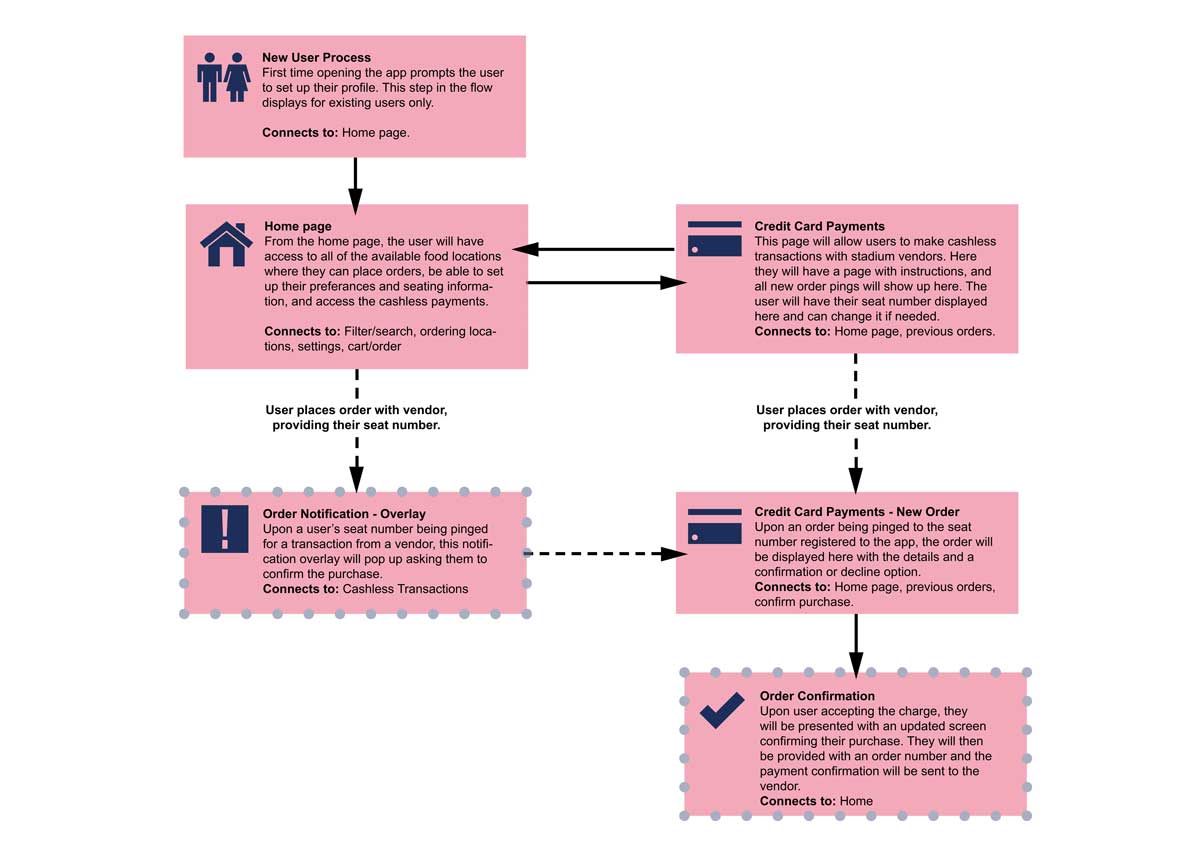 New User Process
First time opening the app prompts the user
to set up their profile. This step in the flow
displays for existing users only.
Connects to: Home page.
Home page
From the home page, the user will have
access to all of the available food locations
where they can place orders, be able to set
up their preferances and seating informa-
tion, and access the cashless payments.
Connects to: Filter/search, ordering loca-
tions, settings, cart/order
Credit Card Payments
This page will allow users to make cashless
transactions with stadium vendors. Here
they will have a page with instructions, and
all new order pings will show up here. The
user will have their seat number displayed
here and can change it if needed.
Connects to: Home page, previous orders.
User places order with vendor,
providing their seat number.
User places order with vendor,
providing their seat number.
Order Notification - Overlay
Upon a user's seat number being pinged
for a transaction from a vendor, this notifi-
cation overlay will pop up asking them to
confirm the purchase.
Connects to: Cashless Transactions
Credit Card Payments - New Order
Upon an order being pinged to the seat
number registered to the app, the order will
be displayed here with the details and a
confirmation or decline option.
Connects to: Home page, previous orders,
confirm purchase.
Order Confirmation
Upon user accepting the charge, they
will be presented with an updated screen
confirming their purchase. They will then
be provided with an order number and the
payment confirmation will be sent to the
vendor.
Connects to: Home